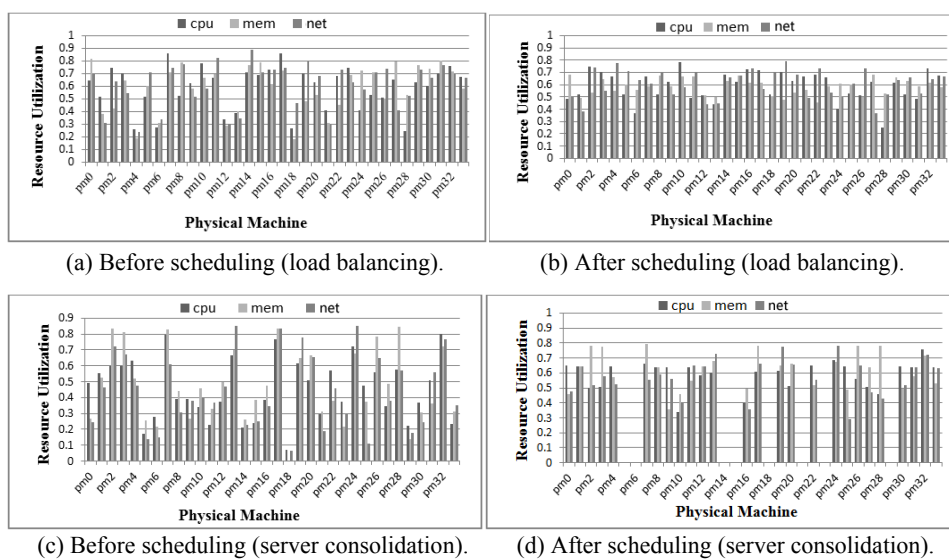 cpu mem net
Resource Utilization
1
0.9
0.8
0.7
0.6
0.5
0.4
0.3
0.2
0.1
0
pm0 pm2 pm4 pm6 pm8 pm10 pm12 pm14 pm16 pm18 pm20 pm22 pm24 pm26 pm28 pm30 pm32
Physical Machine
(a) Before scheduling (load balancing).
cpu mem net
Resource Utilization
1
0.9
0.8
0.7
0.6
0.5
0.4
0.3
0.2
0.1
0
pm0 pm2 pm4 pm6 pm8 pm10 pm12 pm14 pm16 pm18 pm20 pm22 pm24 pm26 pm28 pm30 pm32
Physical Machine
(b) After scheduling (load balancing).
cpu mem net
Resource Utilization
0.9
0.8
0.7
0.6
0.5
0.4
0.3
0.2
0.1
0
pm0 pm2 pm4 pm6 pm8 pm10 pm12 pm14 pm16 pm18 pm20 pm22 pm24 pm26 pm28 pm30 pm32
Physical Machine
(c) Before scheduling (server consolidation).
cpu mem net
Resource Utilization
1
0.9
0.8
0.7
0.6
0.5
0.4
0.3
0.2
0.1
0
pm0 pm2 pm4 pm6 pm8 pm10 pm12 pm14 pm16 pm18 pm20 pm22 pm24 pm26 pm28 pm30 pm32
Physical Machine
(d) After scheduling (server consolidation).